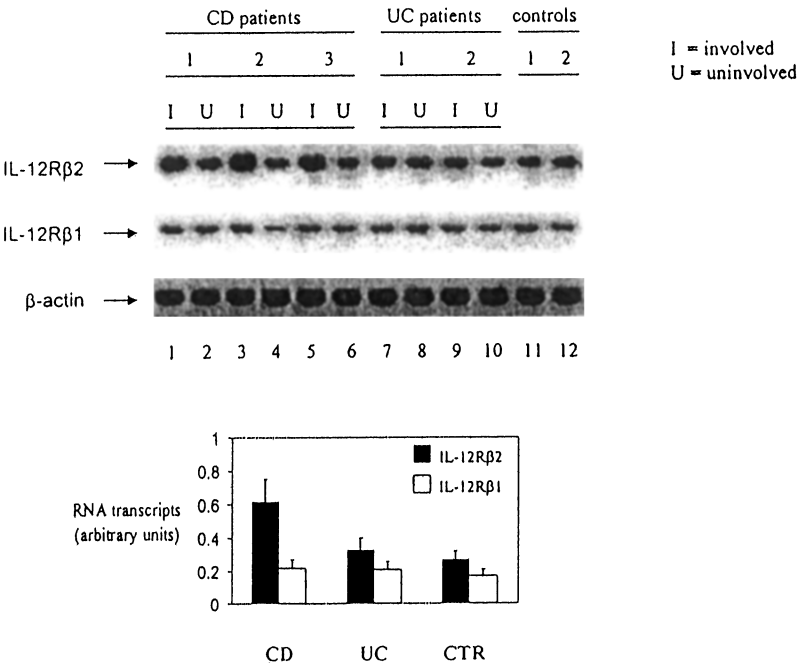 CD patients UC patients controls
1 2 3 1 2 1 2
I = involved
U = uninvolved
I U I U I U I U I U
IL-12Rβ2
IL-12Rβ1
β-actin
1 2 3 4 5 6 7 8 9 10 11 12
1
0.8
0.6
0.4
0.2
0
RNA transcripts
(arbitrary units)
IL-12Rβ2
IL-12Rβ1
CD UC CTR